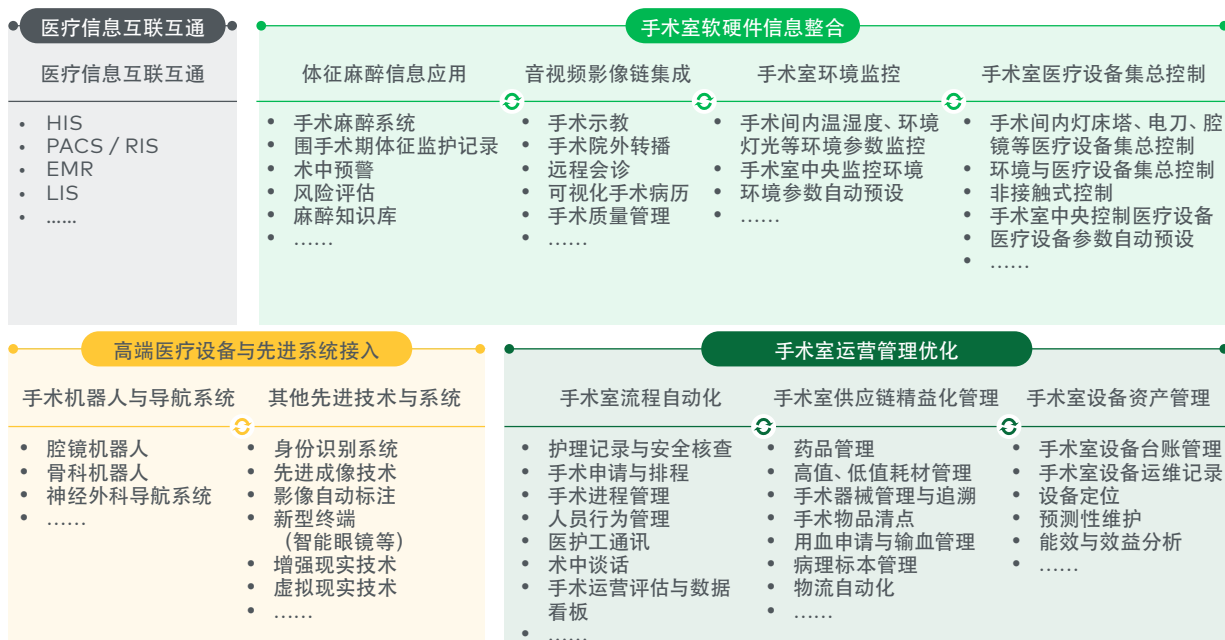 医疗信息互联互通
医疗信息互联互通
• HIS
• PACS / RIS
• EMR
• LIS
• ……
手术室软硬件信息整合
体征麻醉信息应用
• 手术麻醉系统
• 围手术期体征监护记录
• 术中预警
• 风险评估
• 麻醉知识库
• ……
音视频影像链集成
• 手术示教
• 手术院外转播
• 远程会诊
• 可视化手术病历
• 手术质量管理
• ……
手术室环境监控
• 手术间内温湿度、环境
灯光等环境参数监控
• 手术室中央监控环境
• 环境参数自动预设
• ……
手术室医疗设备集总控制
• 手术间内灯床塔、电刀、腔
镜等医疗设备集总控制
• 环境与医疗设备集总控制
• 非接触式控制
• 手术室中央控制医疗设备
• 医疗设备参数自动预设
• ……
高端医疗设备与先进系统接入
手术机器人与导航系统
• 腔镜机器人
• 骨科机器人
• 神经外科导航系统
• ……
其他先进技术与系统
• 身份识别系统
• 先进成像技术
• 影像自动标注
• 新型终端
（智能眼镜等）
• 增强现实技术
• 虚拟现实技术
• ……
手术室运营管理优化
手术室流程自动化
• 护理记录与安全核查
• 手术申请与排程
• 手术进程管理
• 人员行为管理
• 医护工通讯
• 术中谈话
• 手术运营评估与数据
看板
• ……
手术室供应链精益化管理
• 药品管理
• 高值、低值耗材管理
• 手术器械管理与追溯
• 手术物品清点
• 用血申请与输血管理
• 病理标本管理
• 物流自动化
• ……
手术室设备资产管理
• 手术室设备台账管理
• 手术室设备运维记录
• 设备定位
• 预测性维护
• 能效与效益分析
• ……